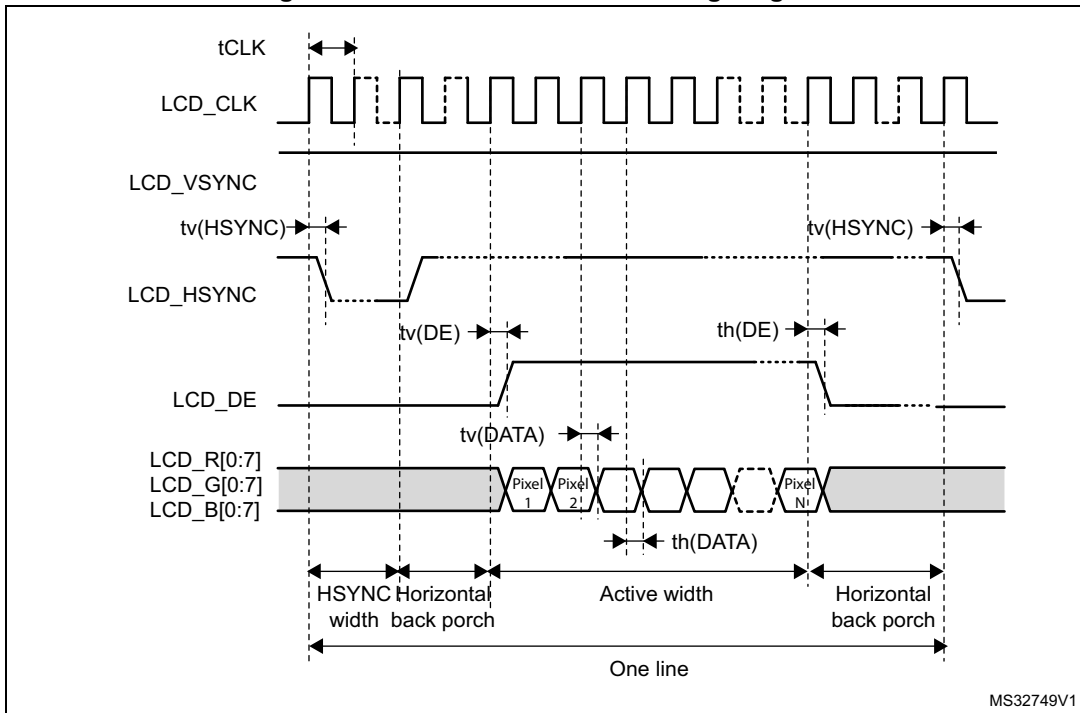 tCLK
LCD_CLK
LCD_VSYNC
tv(HSYNC) tv(HSYNC)
LCD_HSYNC
tv(DE) th(DE)
LCD_DE
tv(DATA)
LCD_R[0:7]
LCD_G[0:7]
LCD_B[0:7]
Pixel
1
Pixel
2
Pixel
N
th(DATA)
HSYNC
width
Horizontal
back porch
Active width
Horizontal
back porch
One line
MS32749V1